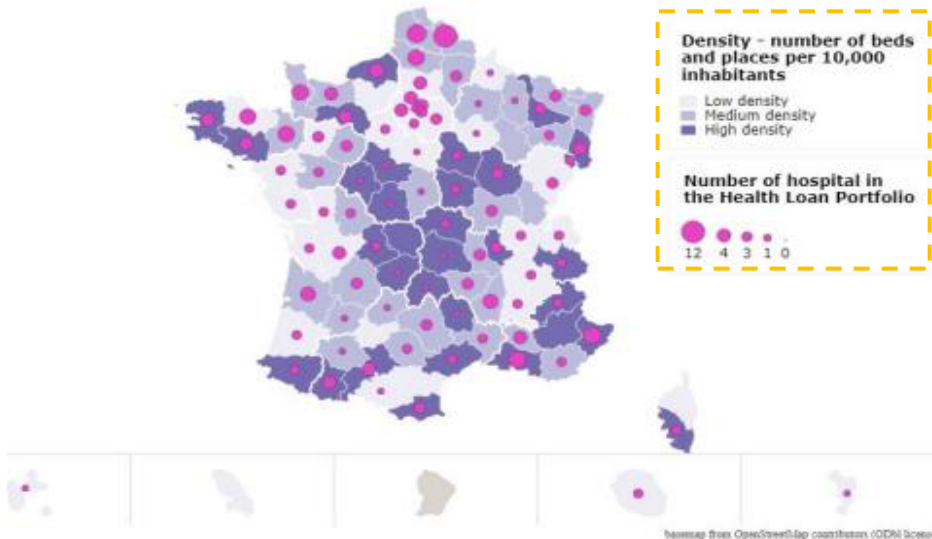 Density - number of beds
and places per 10,000
inhabitants
Low density
Medium density
High density
Number of hospital in
the Health Loan Portfolio
12 4 3 1 0
basemap from OpenStreetMap contributors (ODbl license